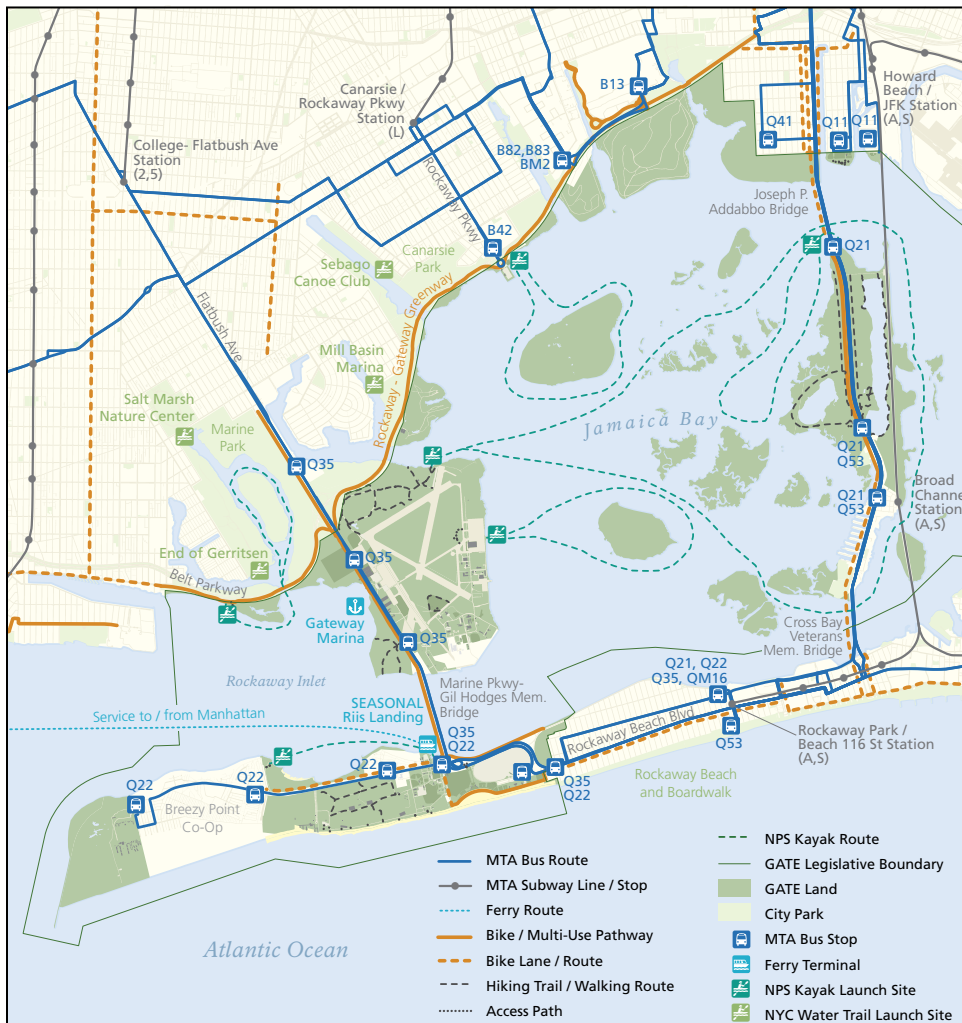 Canarsie /
Rockaway Pkwy
Station
(L)
B13
Howard
Beach /
JFK Station
(A,S)
Q41
Q11
Q11
College- Flatbush Ave
Station
(2,5)
B82,B83
BM2
Rockaway Pkwy
Joseph P.
Addabbo Bridge
B42
Q21
Sebago
Canoe Club
Canarsie
Park
Flatbush Ave
Rockaway - Gateway Greenway
Mill Basin
Marina
Salt Marsh
Nature Center
Marine
Park
Jamaica Bay
Q21
Q53
Q35
Q21
Q53
Broad
Channel
Station
(A,S)
End of Gerritsen
Belt Parkway
Q35
Gateway
Marina
Q35
Cross Bay
Veterans
Mem. Bridge
Rockaway Inlet
Marine Pkwy-
Gil Hodges Mem.
Bridge
Q21, Q22
Q35, QM16
SEASONAL
Riis Landing
Service to / from Manhattan
Q35
Q22
Rockaway Beach Blvd
Q53
Rockaway Park /
Beach 116 St Station
(A,S)
Q22
Q22
Q22
Q35
Q22
Rockaway Beach
and Boardwalk
Breezy Point
Co-Op
Atlantic Ocean
MTA Bus Route
MTA Subway Line / Stop
Ferry Route
Bike / Multi-Use Pathway
Bike Lane / Route
Hiking Trail / Walking Route
Access Path
NPS Kayak Route
GATE Legislative Boundary
GATE Land
City Park
MTA Bus Stop
Ferry Terminal
NPS Kayak Launch Site
NYC Water Trail Launch Site